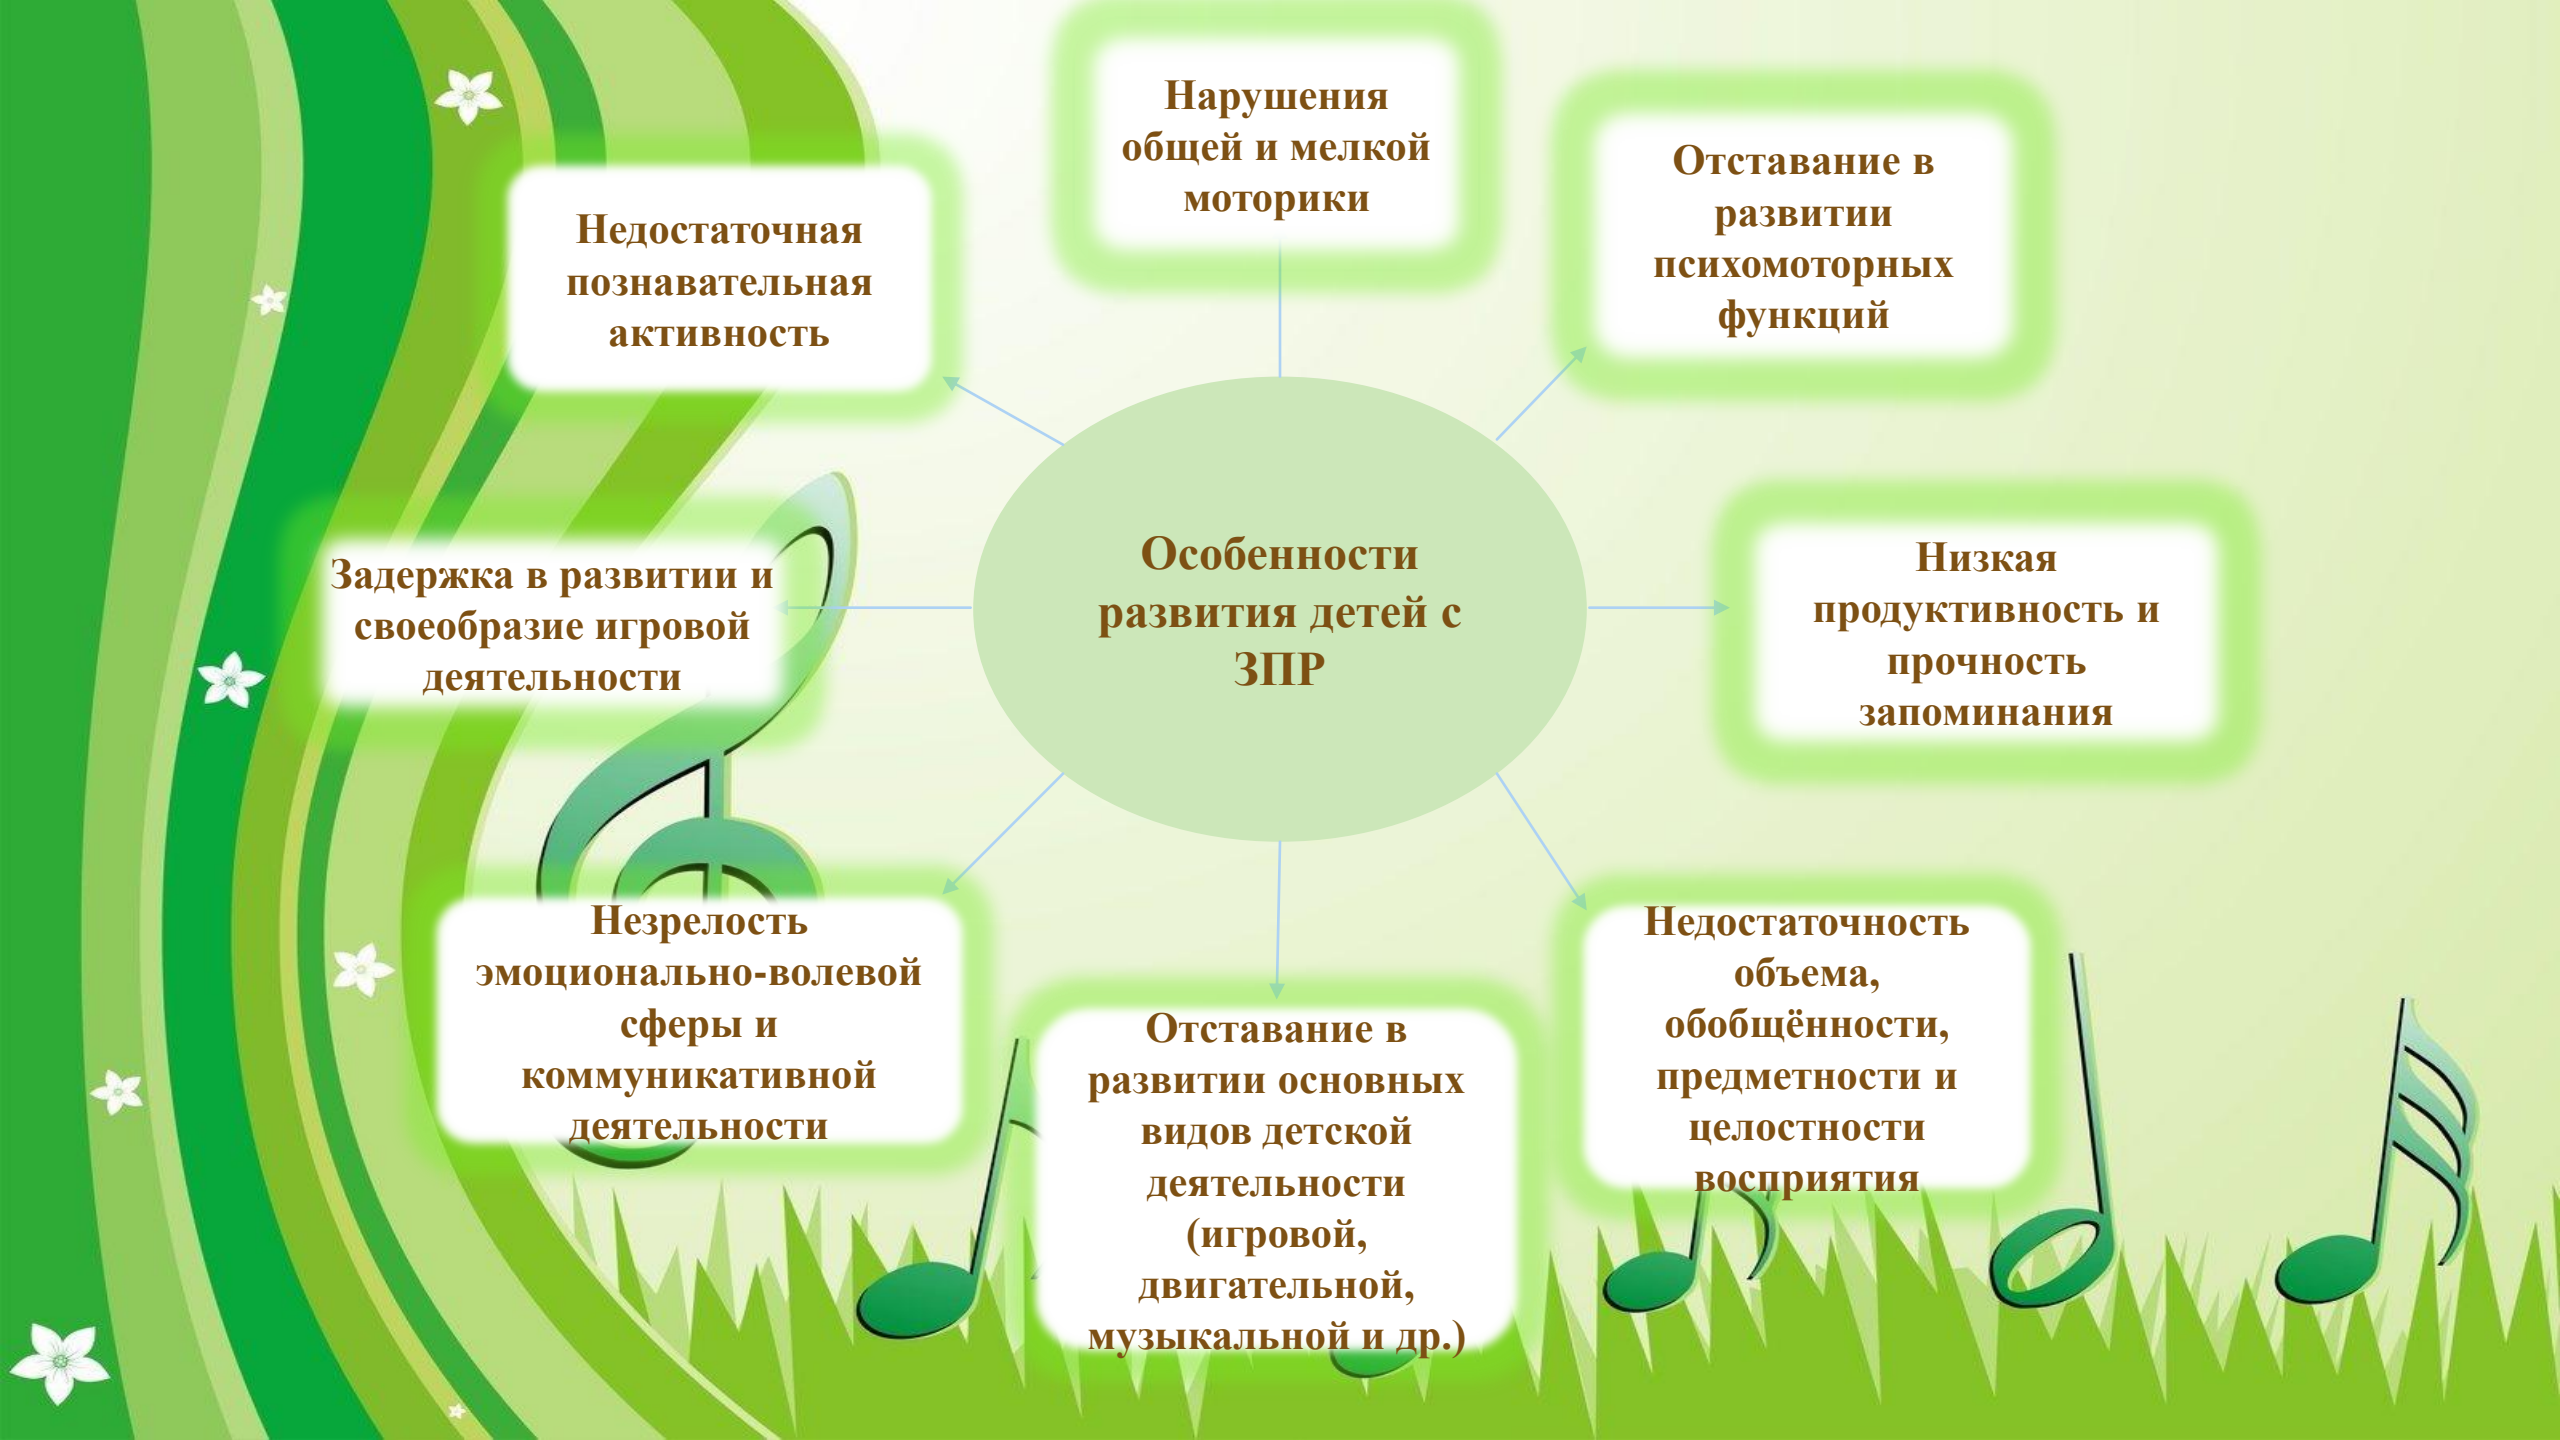 Нарушения
общей и мелкой
моторики
Отставание в
развитии
психомоторных
функций
Недостаточная
познавательная
активность
Задержка в развитии и
своеобразие игровой
деятельности
Особенности
развития детей с
ЗПР
Низкая
продуктивность и
прочность
запоминания
Незрелость
эмоционально-волевой
сферы и
коммуникативной
деятельности
Отставание в
развитии основных
видов детской
деятельности
(игровой,
двигательной,
музыкальной и др.)
Недостаточность
объема,
обобщённости,
предметности и
целостности
восприятия